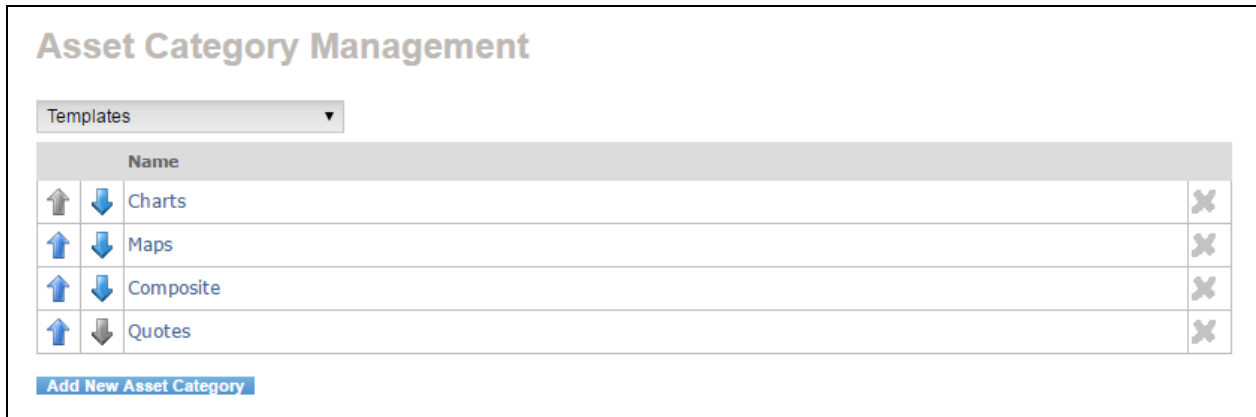 Asset Category Management
Templates
Name
Charts
Maps
Composite
Quotes
Add New Asset Category